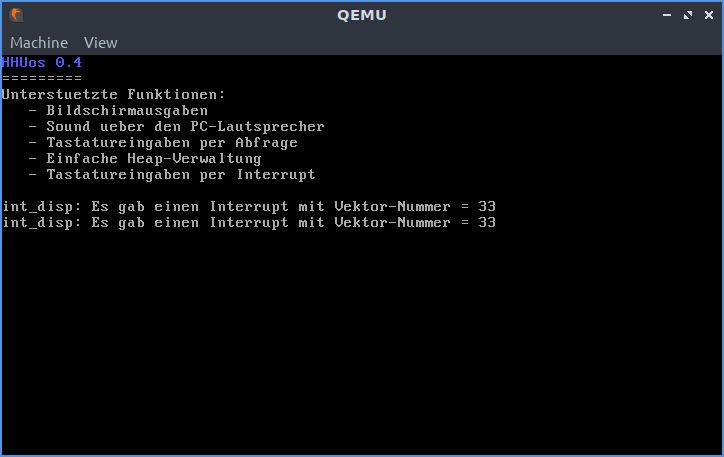 QEMU
Machine View
HHUos 0.4
=========
Unterstuetzte Funktionen:
- Bildschirmausgaben
- Sound ueber den PC-Lautsprecher
- Tastatureingaben per Abfrage
- Einfache Heap-Verwaltung
- Tastatureingaben per Interrupt
int_disp: Es gab einen Interrupt mit Vektor-Nummer = 33
int_disp: Es gab einen Interrupt mit Vektor-Nummer = 33